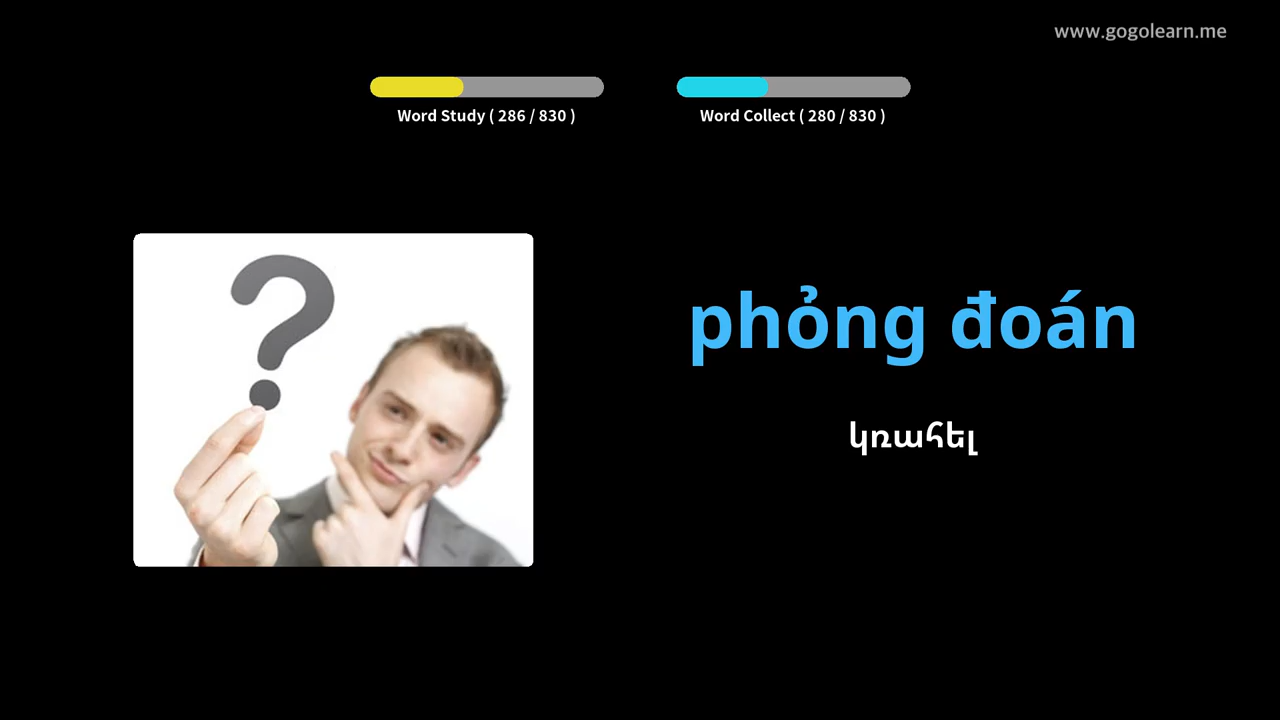 www.gogolearn.me
Word Study ( 286 / 830 )
Word Collect ( 280 / 830 )
phỏng đoán
կռահել